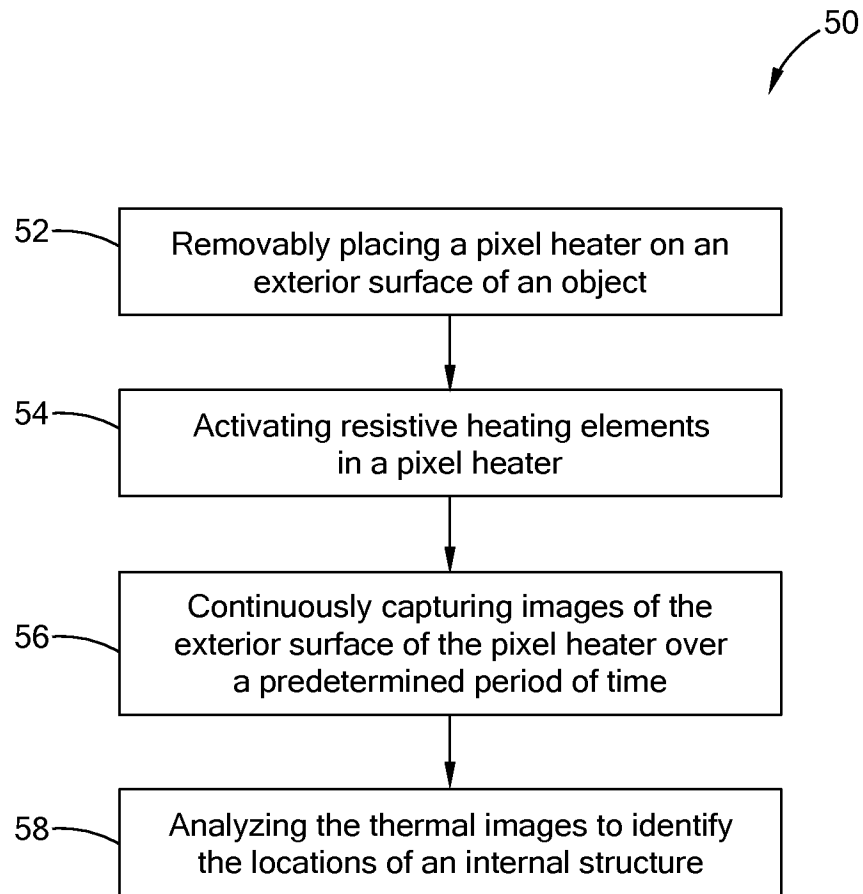 50
52
Removably placing a pixel heater on an
exterior surface of an object
54
Activating resistive heating elements
in a pixel heater
56
Continuously capturing images of the
exterior surface of the pixel heater over
a predetermined period of time
58
Analyzing the thermal images to identify
the locations of an internal structure